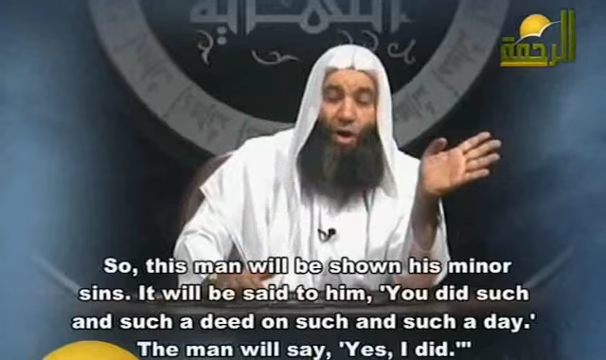 الرحمة
So, this man will be shown his minor
sins. It will be said to him, 'You did such
and such a deed on such and such a day.'
The man will say, 'Yes, I did.'"